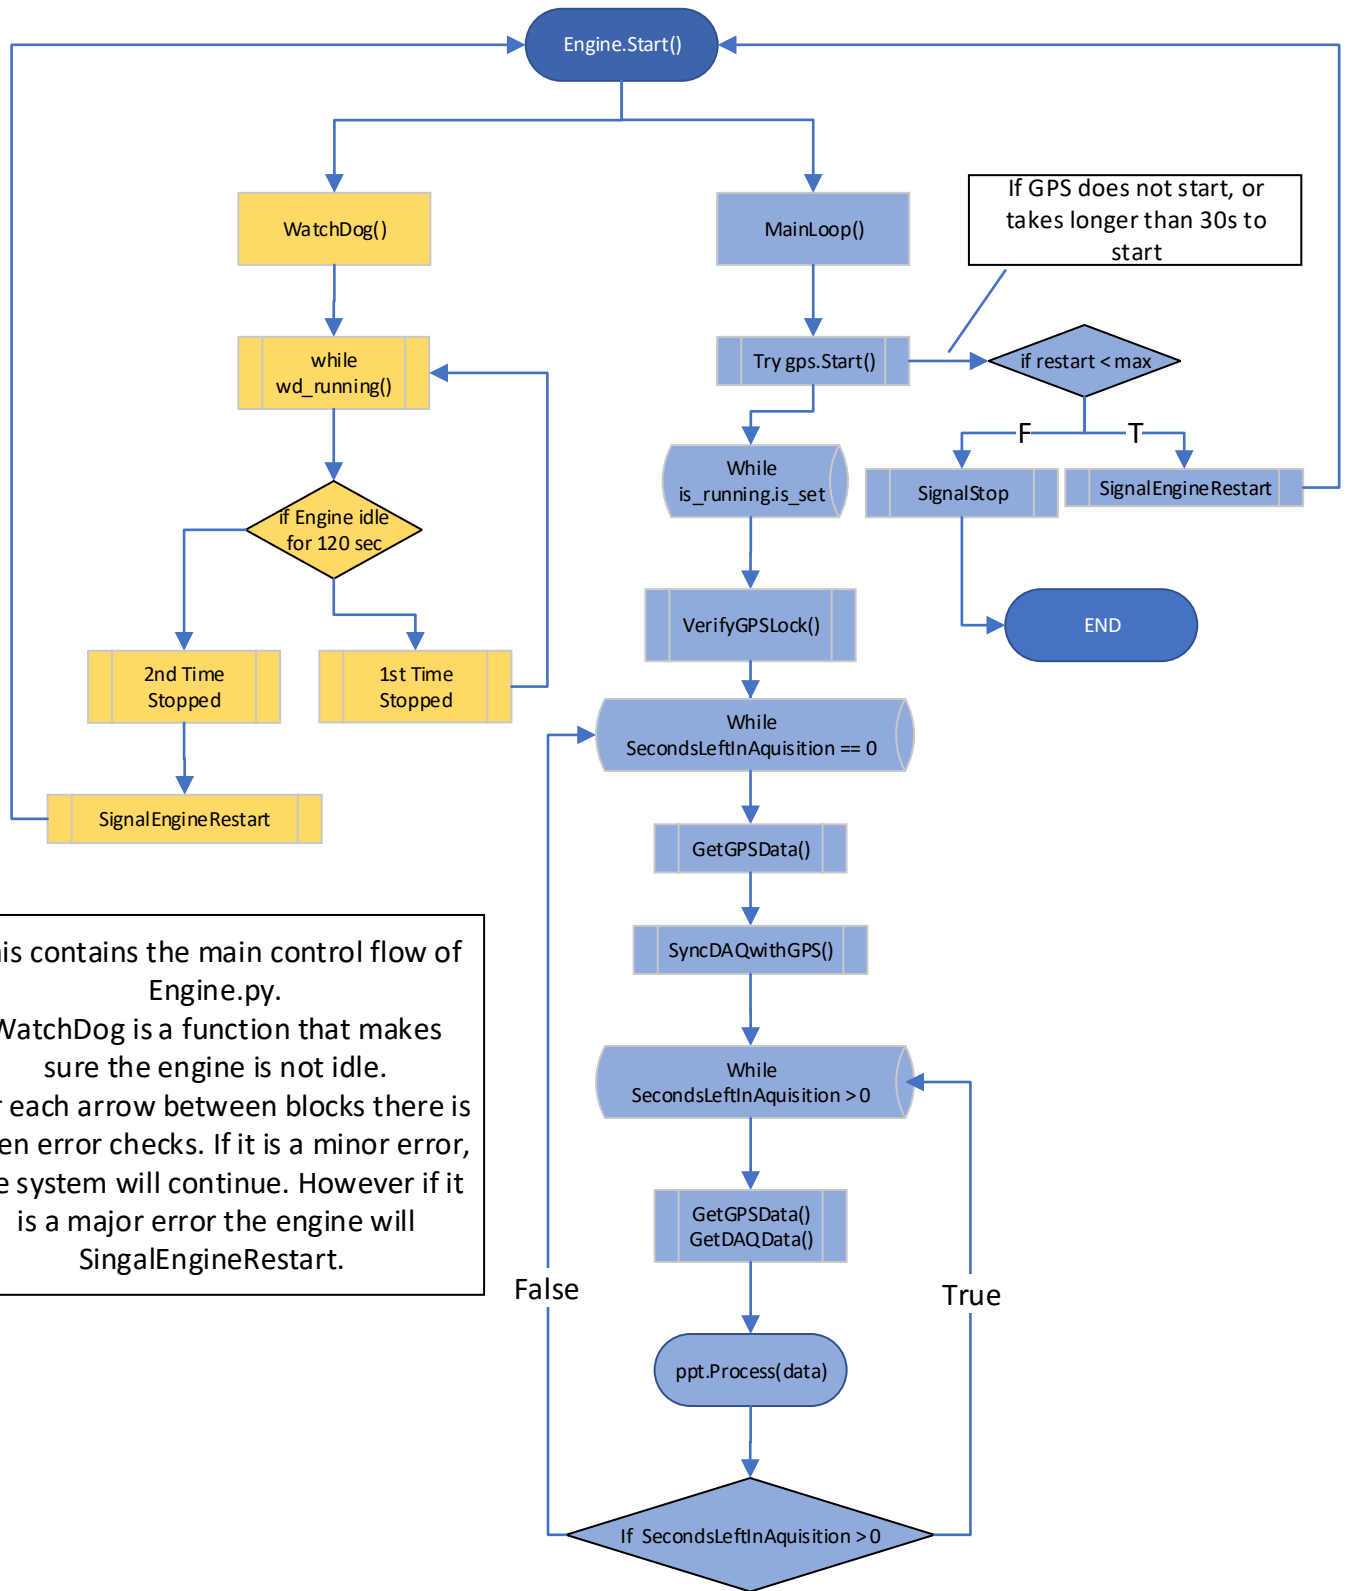 Engine.Start()
WatchDog()
MainLoop()
If GPS does not start, or
takes longer than 30s to
start
while
wd_running()
Try gps.Start()
if restart < max
F
T
While
is_running.is_set
SignalStop
SignalEngineRestart
if Engine idle
for 120 sec
VerifyGPSLock()
END
2nd Time
Stopped
1st Time
Stopped
While
SecondsLeftInAquisition == 0
SignalEngineRestart
GetGPSData()
SyncDAQwithGPS()
is contains the main control flow of
Engine.py.
WatchDog is a function that makes
sure the engine is not idle.
each arrow between blocks there is
en error checks. If it is a minor error,
e system will continue. However if it
is a major error the engine will
SingalEngineRestart.
While
SecondsLeftInAquisition > 0
GetGPSData()
GetDAQData()
False
True
ppt.Process(data)
If SecondsLeftInAquisition > 0